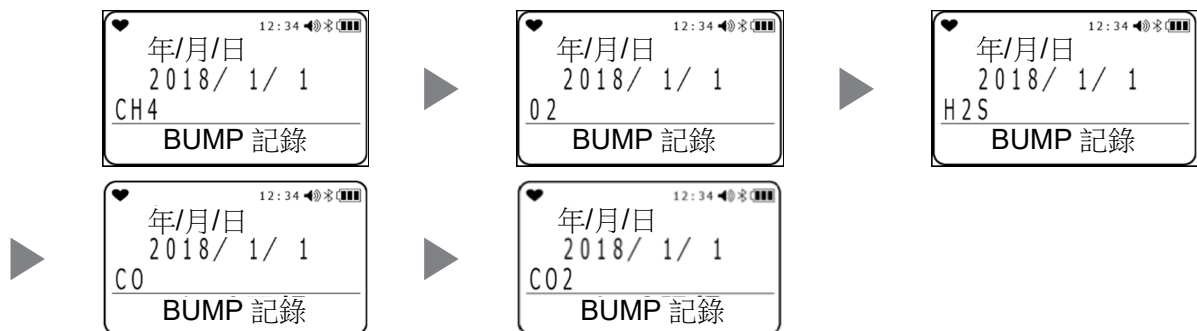 12:34
年/月/日
2018/ 1/ 1
CH4
BUMP 記錄
12:34
年/月/日
2018/ 1/ 1
O2
BUMP 記錄
12:34
年/月/日
2018/ 1/ 1
H2S
BUMP 記錄
12:34
年/月/日
2018/ 1/ 1
CO
BUMP 記錄
12:34
年/月/日
2018/ 1/ 1
CO2
BUMP 記錄